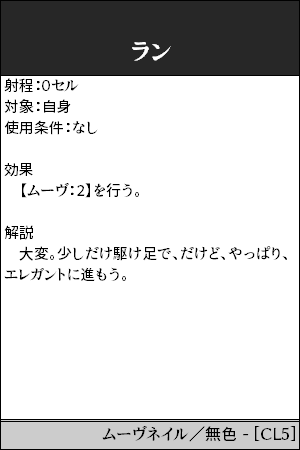 ラン
射程：0セル
対象：自身
使用条件：なし
効果
　【ムーヴ：2】を行う。
解説
　大変。少しだけ駆け足で、だけど、やっぱり、
エレガントに進もう。
ムーヴネイル／無色 - [CL5]